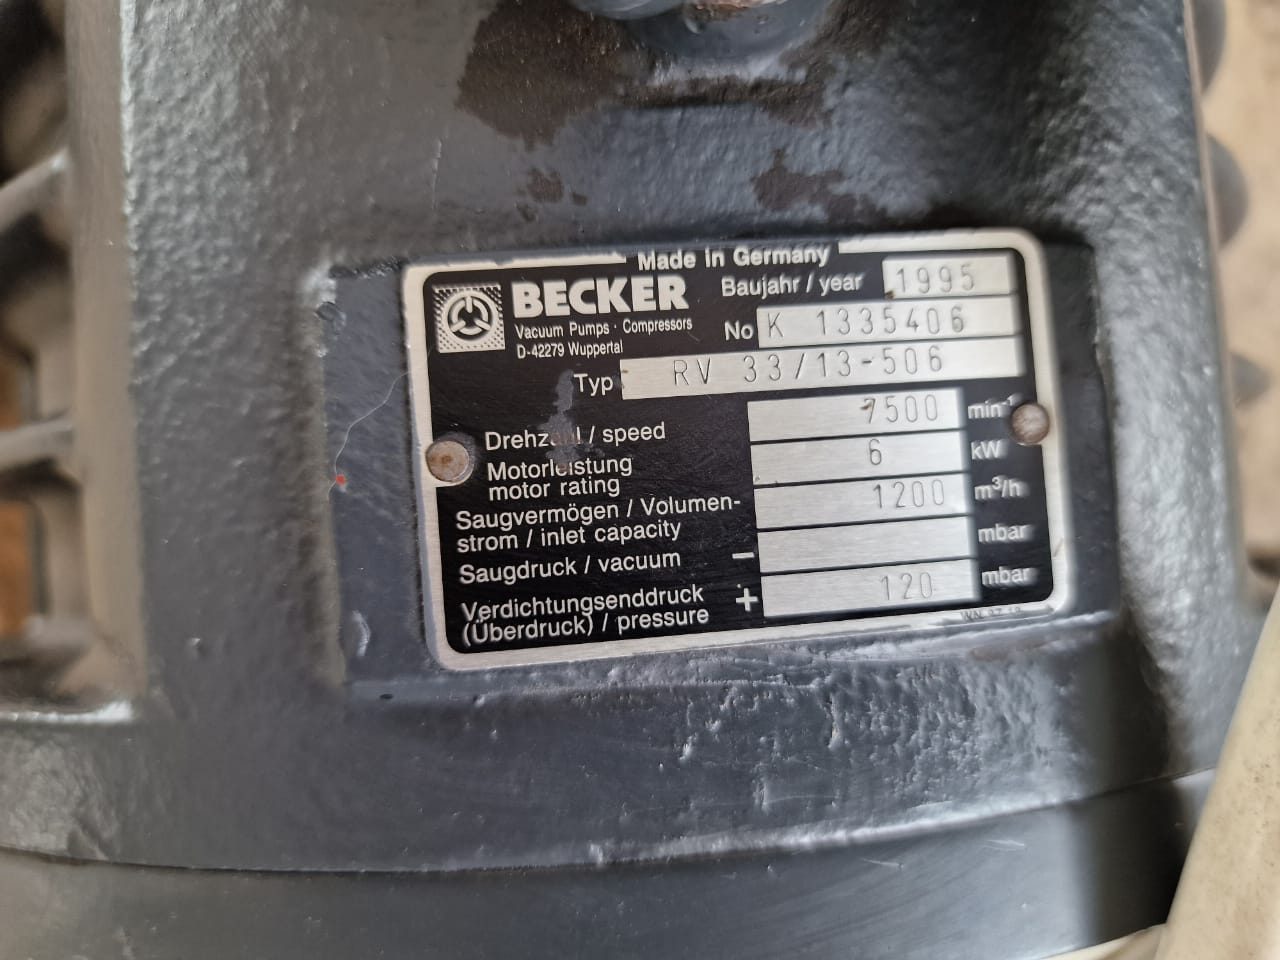 Made in Germany
BECKER
Vacuum Pumps · Compressors
D-42279 Wuppertal
Baujahr / year 1995
No K 1335406
Typ RV 33/13-506
Drehzahl / speed 7500 min⁻¹
Motorleistung
motor rating 6 kW
Saugvermögen / Volumen-
strom / inlet capacity 1200 m³/h
Saugdruck / vacuum − mbar
Verdichtungsenddruck
(Überdruck) / pressure + 120 mbar